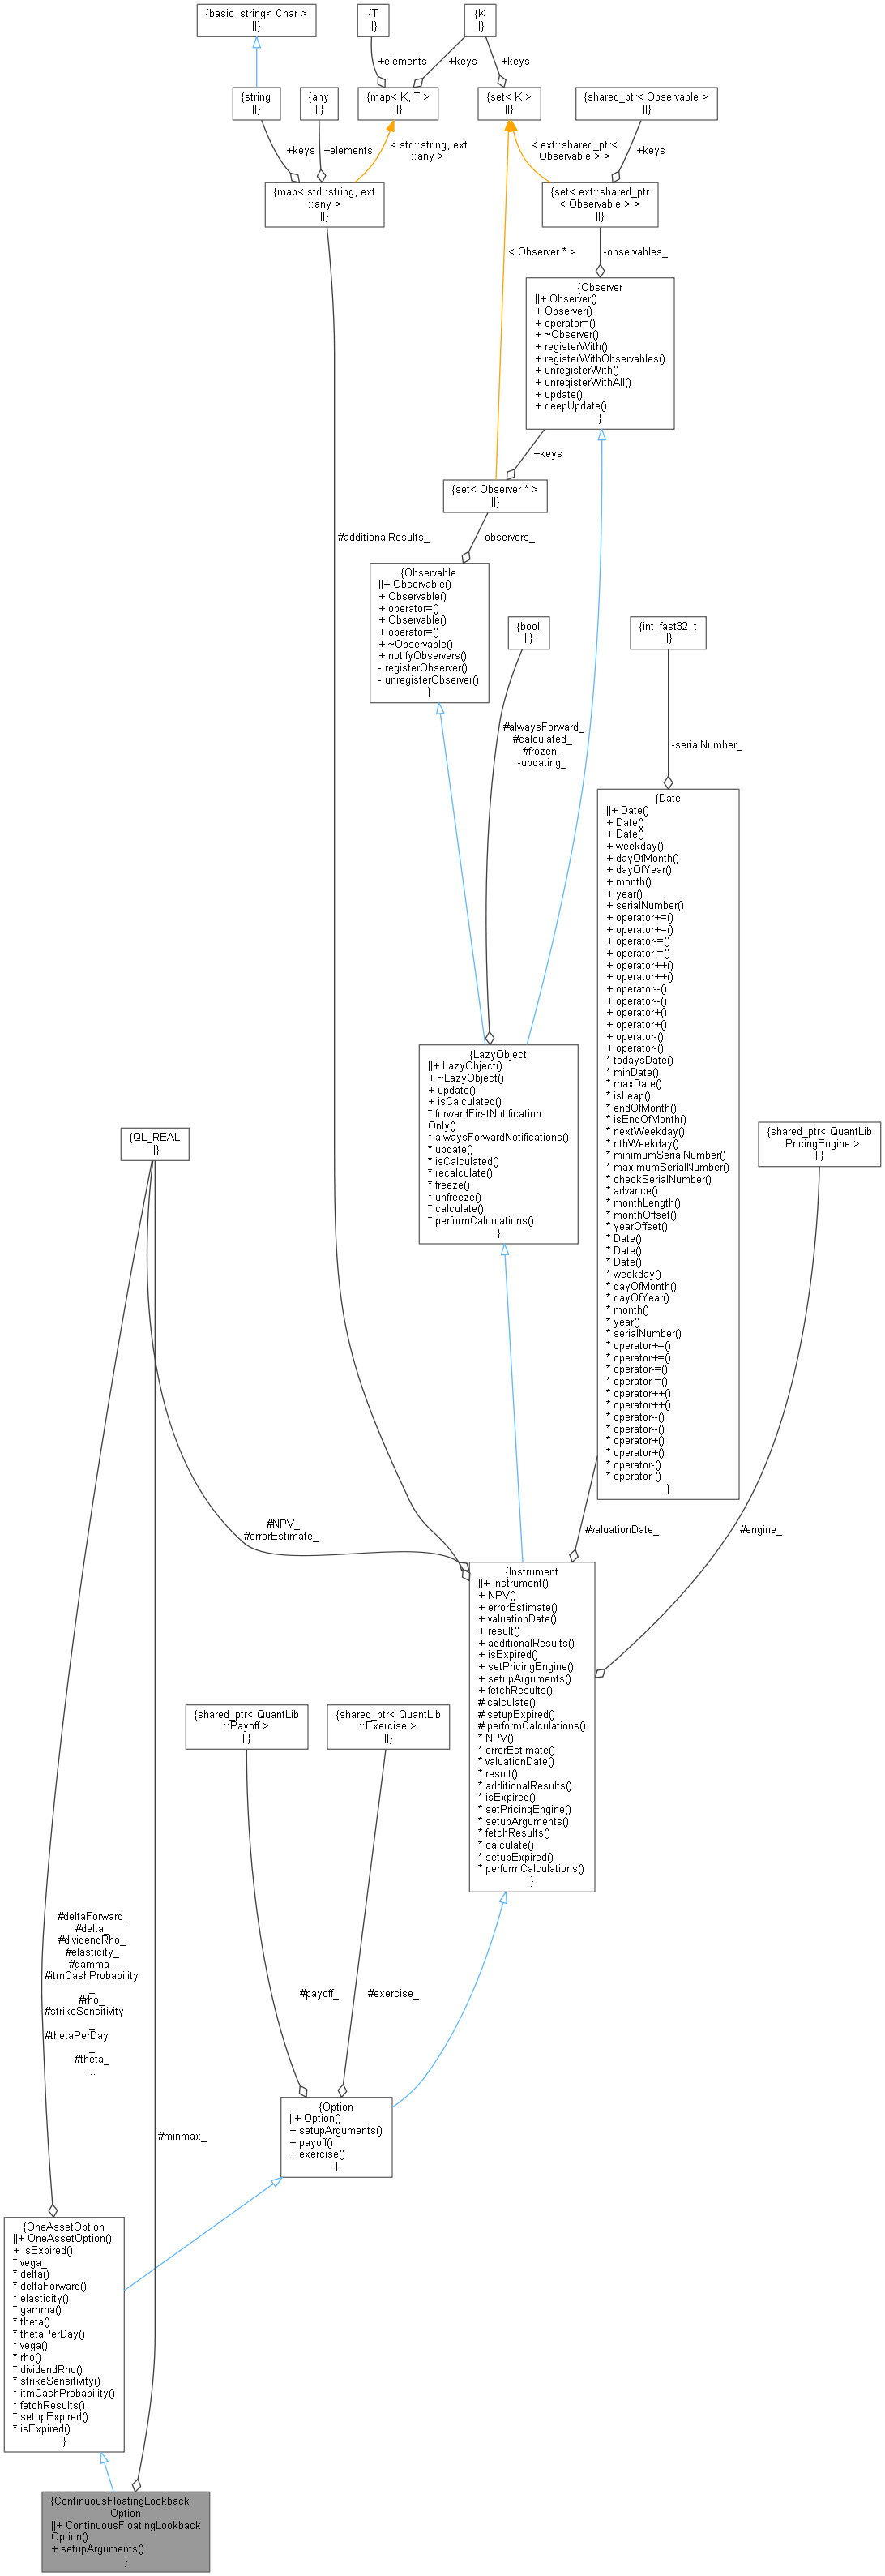 {basic_string< Char >
||}
{T
||}
{K
||}
+elements
+keys
+keys
{string
||}
{any
||}
{map< K, T >
||}
{set< K >
||}
{shared_ptr< Observable >
||}
+keys
+elements
< std::string, ext
::any >
< ext::shared_ptr<
Observable > >
+keys
{map< std::string, ext
::any >
||}
{set< ext::shared_ptr
< Observable > >
||}
< Observer * >
-observables_
{Observer
||+ Observer()
+ Observer()
+ operator=()
+ ~Observer()
+ registerWith()
+ registerWithObservables()
+ unregisterWith()
+ unregisterWithAll()
+ update()
+ deepUpdate()
}
+keys
{set< Observer * >
||}
#additionalResults_
-observers_
{Observable
||+ Observable()
+ Observable()
+ operator=()
+ Observable()
+ operator=()
+ ~Observable()
+ notifyObservers()
- registerObserver()
- unregisterObserver()
}
{bool
||}
{int_fast32_t
||}
#alwaysForward_
#calculated_
#frozen_
-updating_
-serialNumber_
{Date
||+ Date()
+ Date()
+ Date()
+ weekday()
+ dayOfMonth()
+ dayOfYear()
+ month()
+ year()
+ serialNumber()
+ operator+=()
+ operator+=()
+ operator-=()
+ operator-=()
+ operator++()
+ operator++()
+ operator--()
+ operator--()
+ operator+()
+ operator+()
+ operator-()
+ operator-()
* todaysDate()
* minDate()
* maxDate()
* isLeap()
* endOfMonth()
* isEndOfMonth()
* nextWeekday()
* nthWeekday()
* minimumSerialNumber()
* maximumSerialNumber()
* checkSerialNumber()
* advance()
* monthLength()
* monthOffset()
* yearOffset()
* Date()
* Date()
* Date()
* weekday()
* dayOfMonth()
* dayOfYear()
* month()
* year()
* serialNumber()
* operator+=()
* operator+=()
* operator-=()
* operator-=()
* operator++()
* operator++()
* operator--()
* operator--()
* operator+()
* operator+()
* operator-()
* operator-()
}
{LazyObject
||+ LazyObject()
+ ~LazyObject()
+ update()
+ isCalculated()
* forwardFirstNotification
Only()
* alwaysForwardNotifications()
* update()
* isCalculated()
* recalculate()
* freeze()
* unfreeze()
* calculate()
* performCalculations()
}
{QL_REAL
||}
{shared_ptr< QuantLib
::PricingEngine >
||}
#NPV_
#errorEstimate_
#valuationDate_
#engine_
{Instrument
||+ Instrument()
+ NPV()
+ errorEstimate()
+ valuationDate()
+ result()
+ additionalResults()
+ isExpired()
+ setPricingEngine()
+ setupArguments()
+ fetchResults()
# calculate()
# setupExpired()
# performCalculations()
* NPV()
* errorEstimate()
* valuationDate()
* result()
* additionalResults()
* isExpired()
* setPricingEngine()
* setupArguments()
* fetchResults()
* calculate()
* setupExpired()
* performCalculations()
}
{shared_ptr< QuantLib
::Payoff >
||}
{shared_ptr< QuantLib
::Exercise >
||}
#deltaForward_
#delta_
#dividendRho_
#elasticity_
#gamma_
#itmCashProbability
_
#rho_
#strikeSensitivity
_
#thetaPerDay
_
#theta_
...
#payoff_
#exercise_
{Option
||+ Option()
+ setupArguments()
+ payoff()
+ exercise()
}
#minmax_
{OneAssetOption
||+ OneAssetOption()
+ isExpired()
* vega_
* delta()
* deltaForward()
* elasticity()
* gamma()
* theta()
* thetaPerDay()
* vega()
* rho()
* dividendRho()
* strikeSensitivity()
* itmCashProbability()
* fetchResults()
* setupExpired()
* isExpired()
}
{ContinuousFloatingLookback
Option
||+ ContinuousFloatingLookback
Option()
+ setupArguments()
}